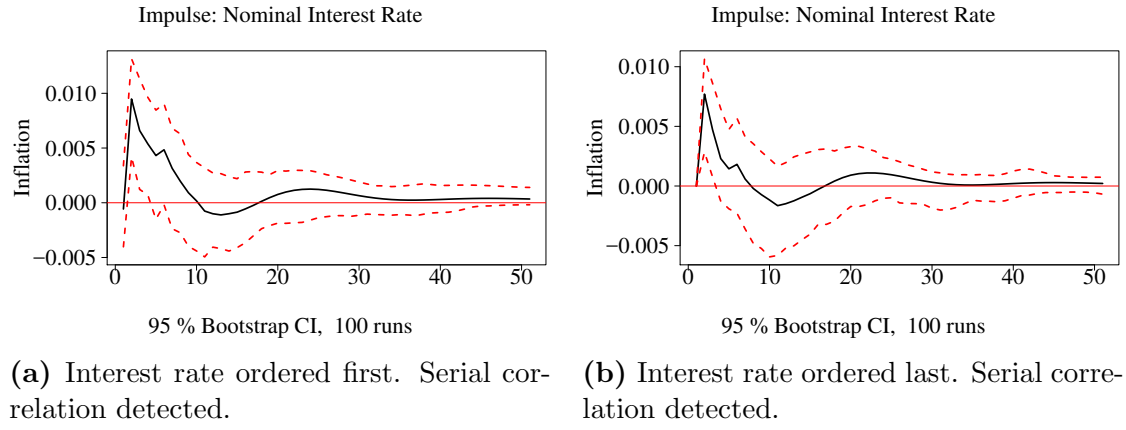 Impulse: Nominal Interest Rate
Inflation
0.010
0.005
0.000
−0.005
0 10 20 30 40 50
95 % Bootstrap CI, 100 runs
(a) Interest rate ordered first. Serial cor-
relation detected.
Impulse: Nominal Interest Rate
Inflation
0.010
0.005
0.000
−0.005
0 10 20 30 40 50
95 % Bootstrap CI, 100 runs
(b) Interest rate ordered last. Serial corre-
lation detected.